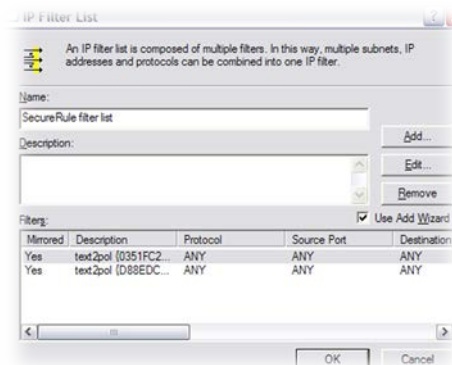 IP Filter List
An IP filter list is composed of multiple filters. In this way, multiple subnets, IP
addresses and protocols can be combined into one IP filter.
Name:
SecureRule filter list
Add...
Description:
Edit...
Remove
Filters:
Use Add Wizard
Mirrored Description Protocol Source Port Destination
Yes text2pol {0351FC2... ANY ANY ANY
Yes text2pol {D88EDC... ANY ANY ANY
OK Cancel